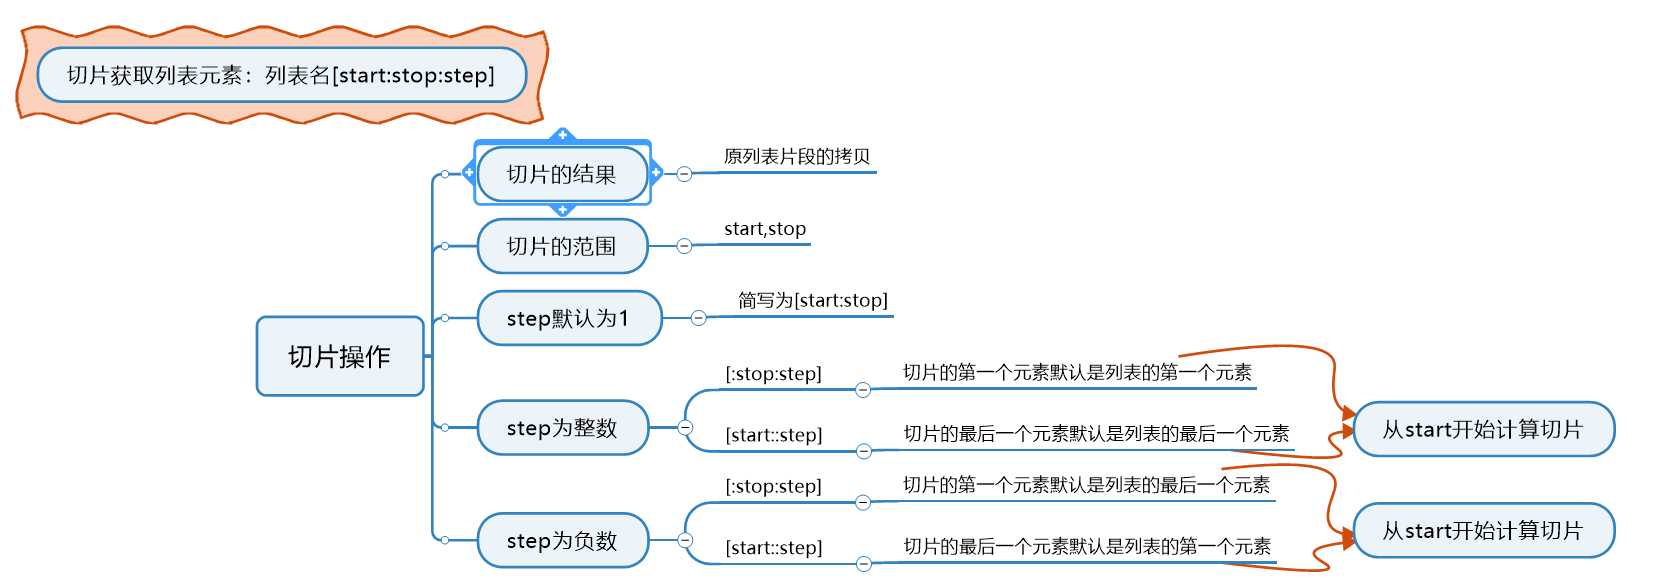 切片获取列表元素：列表名[start:stop:step]
切片操作
切片的结果
原列表片段的拷贝
切片的范围
start,stop
step默认为1
简写为[start:stop]
step为整数
[:stop:step]
切片的第一个元素默认是列表的第一个元素
[start::step]
切片的最后一个元素默认是列表的最后一个元素
从start开始计算切片
step为负数
[:stop:step]
切片的第一个元素默认是列表的最后一个元素
[start::step]
切片的最后一个元素默认是列表的第一个元素
从start开始计算切片